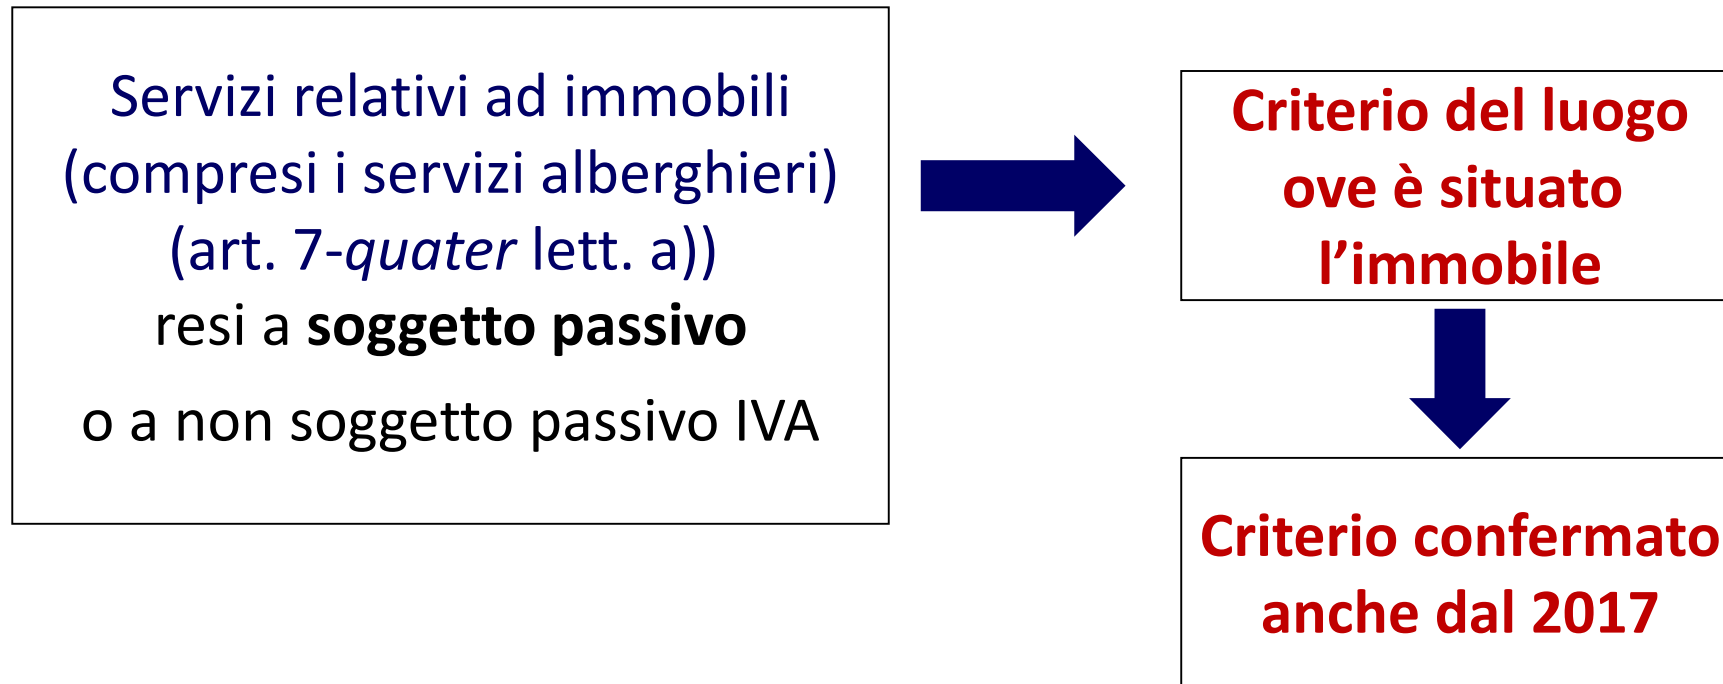 Servizi relativi ad immobili
(compresi i servizi alberghieri)
(art. 7-quater lett. a))
resi a soggetto passivo
o a non soggetto passivo IVA
Criterio del luogo
ove è situato
l’immobile
Criterio confermato
anche dal 2017